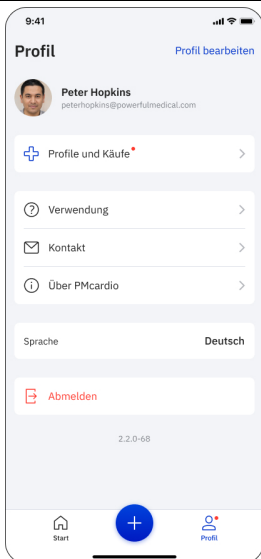 9:41
Profil
Profil bearbeiten
Peter Hopkins
peterhopkins@powerfulmedical.com
Profile und Käufe
Verwendung
Kontakt
Über PMcardio
Sprache
Deutsch
Abmelden
2.2.0-68
Start
Profil